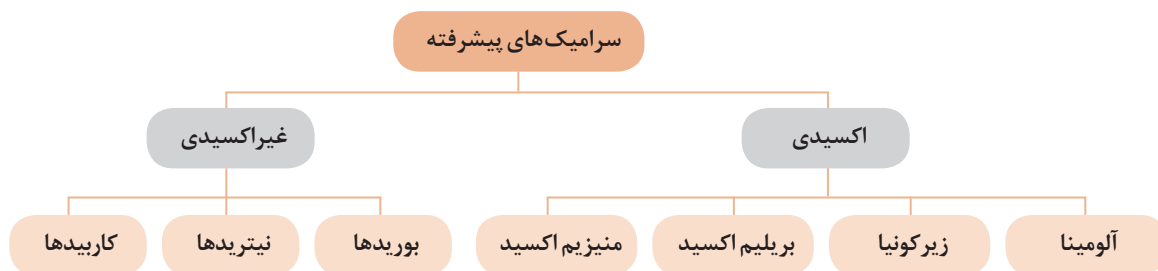 سرامیک‌های پیشرفته
اکسیدی
غیراکسیدی
آلومینا
زیرکونیا
بریلیم اکسید
منیزیم اکسید
بوریدها
نیتریدها
کاربیدها